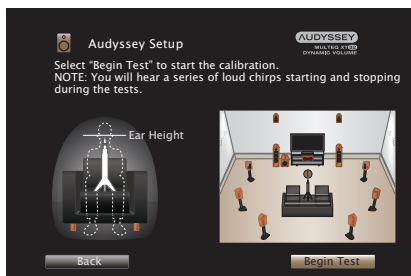 Audyssey Setup
AUDYSSEY
MULTEQ XT32
DYNAMIC VOLUME
Select “Begin Test” to start the calibration.
NOTE: You will hear a series of loud chirps starting and stopping
during the tests.
Ear Height
Back
Begin Test